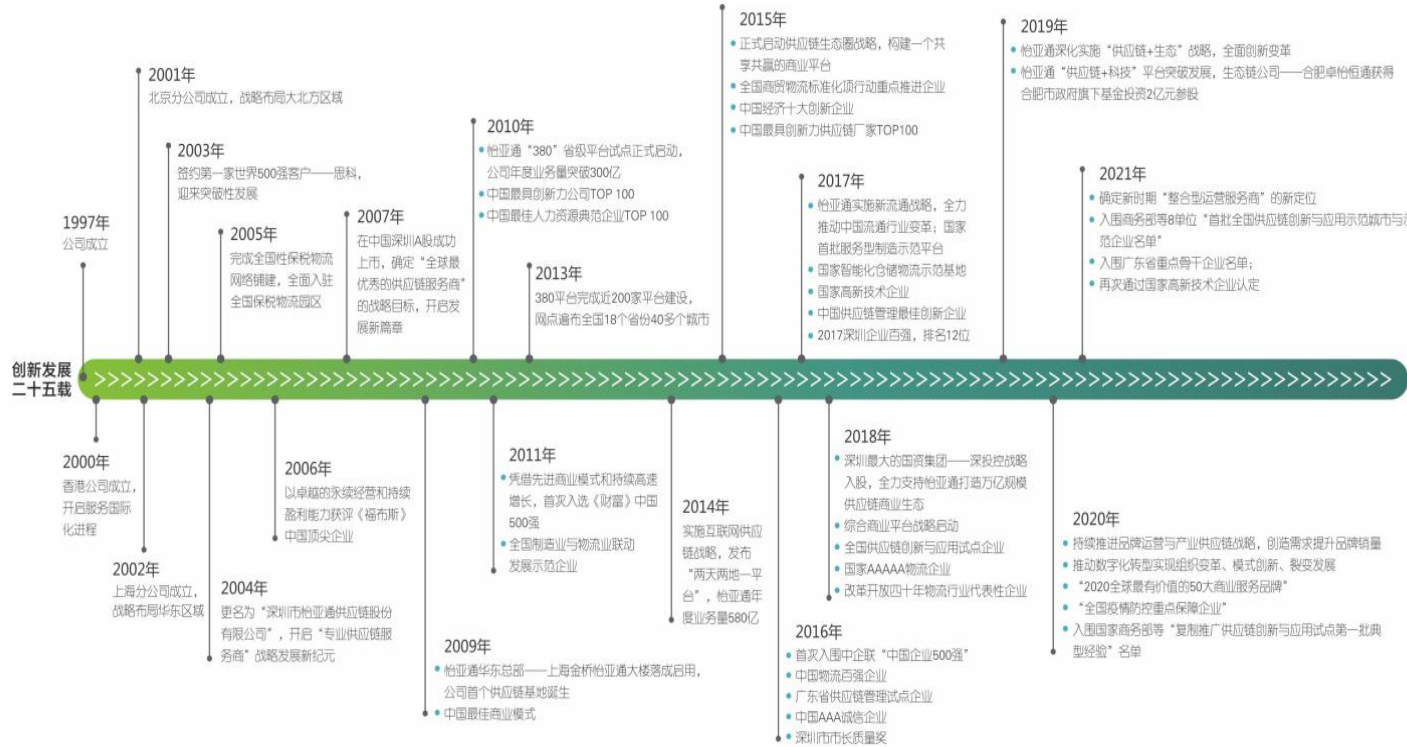 创新发展
二十五载
1997年
公司成立
2000年
香港公司成立，
开启服务国际
化进程
2001年
北京分公司成立，战略布局大北方区域
2002年
上海分公司成立，
战略布局华东区域
2003年
签约第一家世界500强客户——思科，
迎来突破性发展
2004年
更名为“深圳市怡亚通供应链股份
有限公司”，开启“专业供应链服
务商”战略发展新纪元
2005年
完成全国性保税物流
网络铺建，全面入驻
全国保税物流园区
2006年
以卓越的永续经营和持续
盈利能力获评《福布斯》
中国顶尖企业
2007年
在中国深圳A股成功
上市，确定“全球最
优秀的供应链服务商”
的战略目标，开启发
展新篇章
2009年
怡亚通华东总部——上海金桥怡亚通大楼落成启用，
公司首个供应链基地诞生
中国最佳商业模式
2010年
怡亚通“380”省级平台试点正式启动，
公司年度业务量突破300亿
中国最具创新力公司TOP 100
中国最佳人力资源典范企业TOP 100
2011年
凭借先进商业模式和持续高速
增长，首次入选《财富》中国
500强
全国制造业与物流业联动
发展示范企业
2013年
380平台完成近200家平台建设，
网点遍布全国18个省份40多个城市
2014年
实施互联网供应
链战略，发布
“两天两地一平
台”，怡亚通年
度业务量580亿
2015年
正式启动供应链生态圈战略，构建一个共
享共赢的商业平台
全国商贸物流标准化项行动重点推进企业
中国经济十大创新企业
中国最具创新力供应链厂家TOP100
2016年
首次入围中企联“中国企业500强”
中国物流百强企业
广东省供应链管理试点企业
中国AAA诚信企业
深圳市市长质量奖
2017年
怡亚通实施新流通战略，全力
推动中国流通行业变革；国家
首批服务型制造示范平台
国家智能化仓储物流示范基地
国家高新技术企业
中国供应链管理最佳创新企业
2017深圳企业百强，排名12位
2018年
深圳最大的国资集团——深投控战略
入股，全力支持怡亚通打造万亿规模
供应链商业生态
综合商业平台战略启动
全国供应链创新与应用试点企业
国家AAAAA物流企业
改革开放四十年物流行业代表性企业
2019年
怡亚通深化实施“供应链+生态”战略，全面创新变革
怡亚通“供应链+科技”平台突破发展，生态链公司——合肥卓怡恒通获得
合肥市政府旗下基金投资2亿元参股
2020年
持续推进品牌运营与产业供应链战略，创造需求提升品牌销量
推动数字化转型实现组织变革、模式创新、裂变发展
“2020全球最有价值的50大商业服务品牌”
“全国疫情防控重点保障企业”
入围国家商务部等“复制推广供应链创新与应用试点第一批典
型经验”名单
2021年
确定新时期“整合型运营服务商”的新定位
入围商务部等8单位“首批全国供应链创新与应用示范城市与示
范企业名单”
入围广东省重点骨干企业名单；
再次通过国家高新技术企业认定